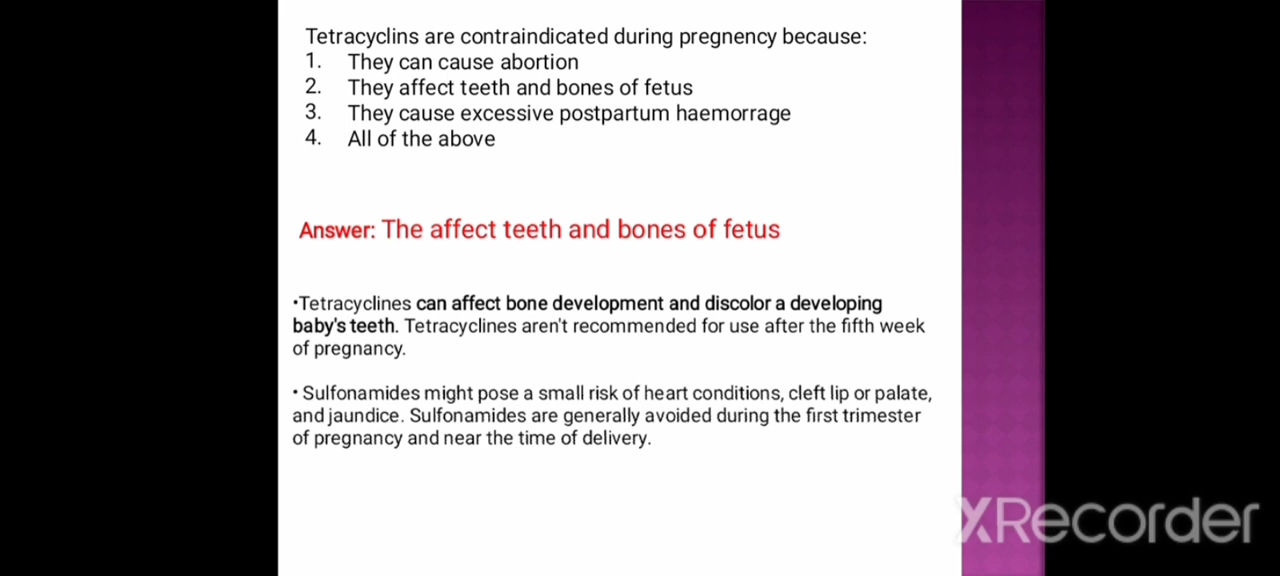 Tetracyclins are contraindicated during pregnency because:
1. They can cause abortion
2. They affect teeth and bones of fetus
3. They cause excessive postpartum haemorrage
4. All of the above
Answer: The affect teeth and bones of fetus
•Tetracyclines can affect bone development and discolor a developing
baby's teeth. Tetracyclines aren't recommended for use after the fifth week
of pregnancy.
• Sulfonamides might pose a small risk of heart conditions, cleft lip or palate,
and jaundice. Sulfonamides are generally avoided during the first trimester
of pregnancy and near the time of delivery.
XRecorder